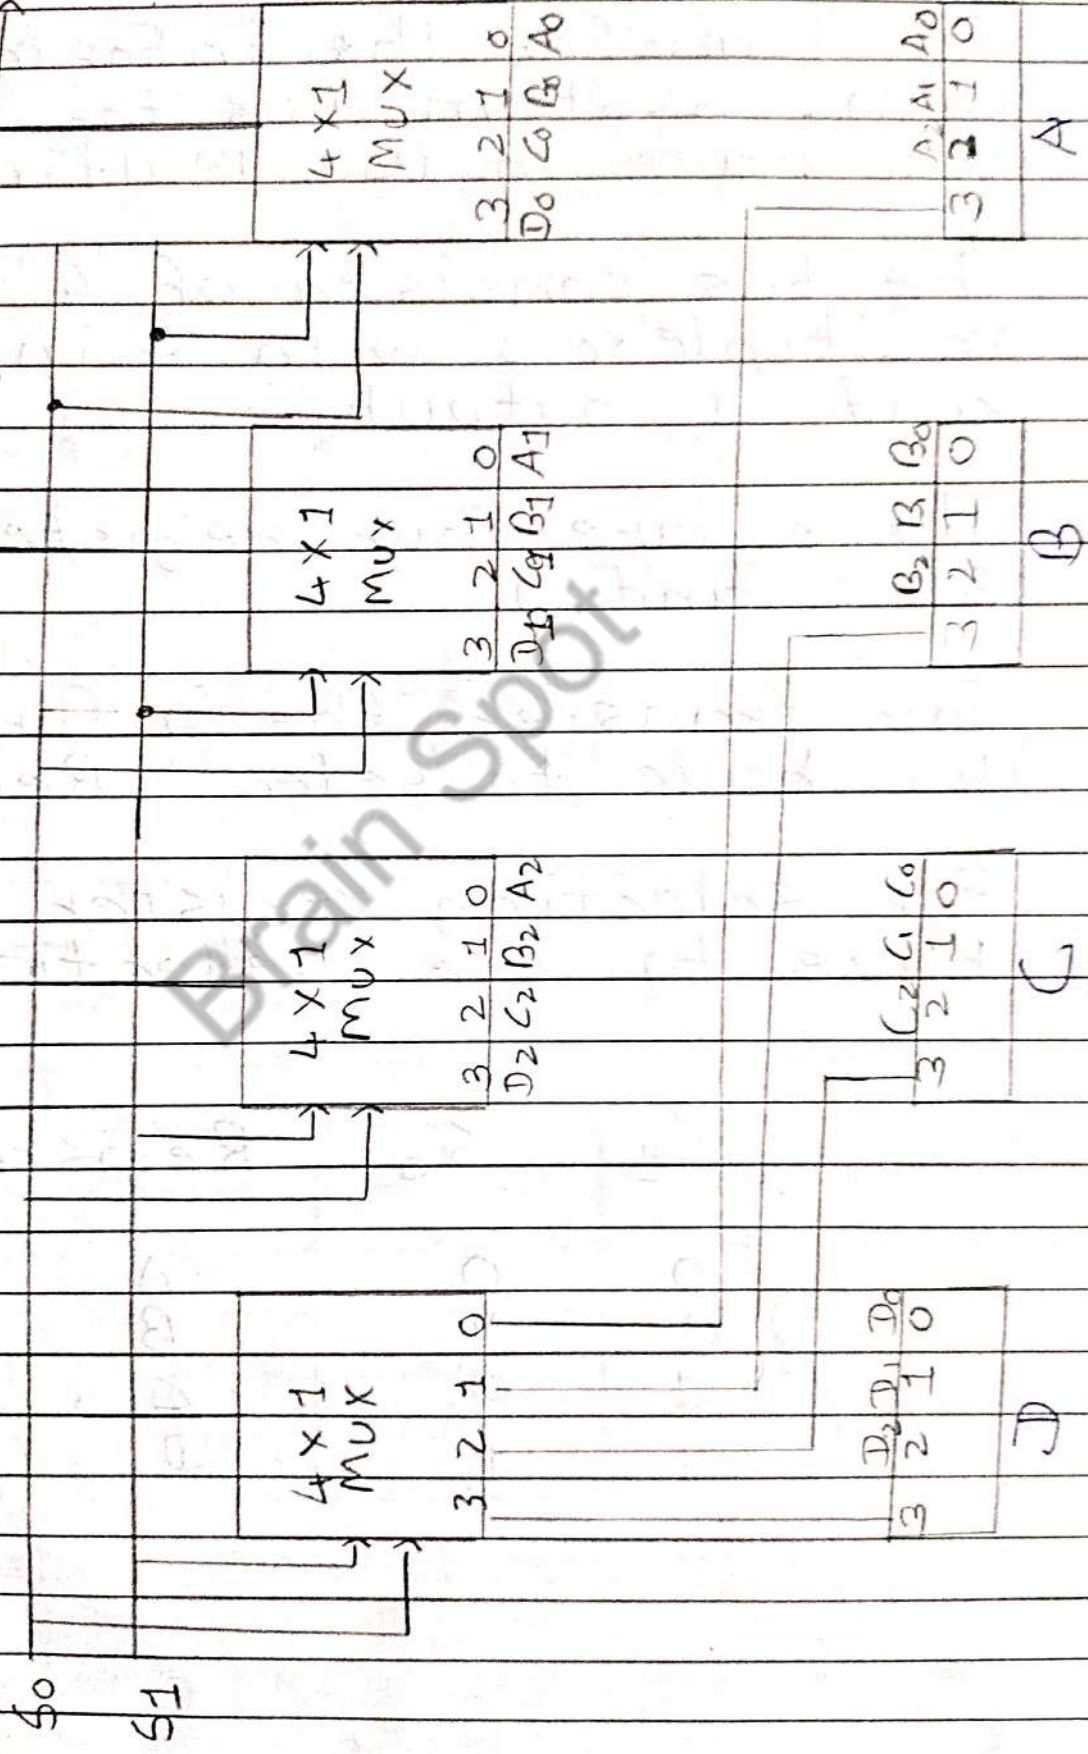 S0
S1
4 x 1 4 x 1 4 x 1 4 x 1
MUX MUX MUX MUX
3 2 1 0 3 2 1 0 3 2 1 0 3 2 1 0
D2 C2 B2 A2 D1 C1 B1 A1 D0 C0 B0 A0
Brain Spot
D2 D1 D0 C2 C1 C0 B2 B1 B0 A2 A1 A0
3 2 1 0 3 2 1 0 3 2 1 0 3 2 1 0
D C B A